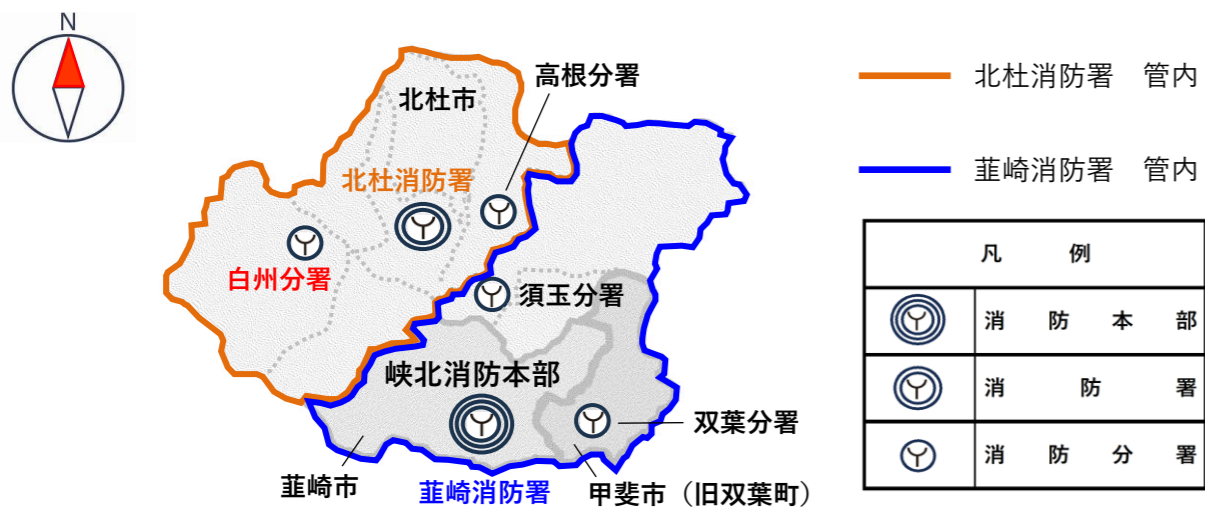 N
高根分署
北杜市
北杜消防署
白州分署
須玉分署
峡北消防本部
双葉分署
韮崎市
韮崎消防署
甲斐市（旧双葉町）
北杜消防署　管内
韮崎消防署　管内
凡　例
消防本部
消防署
消防分署